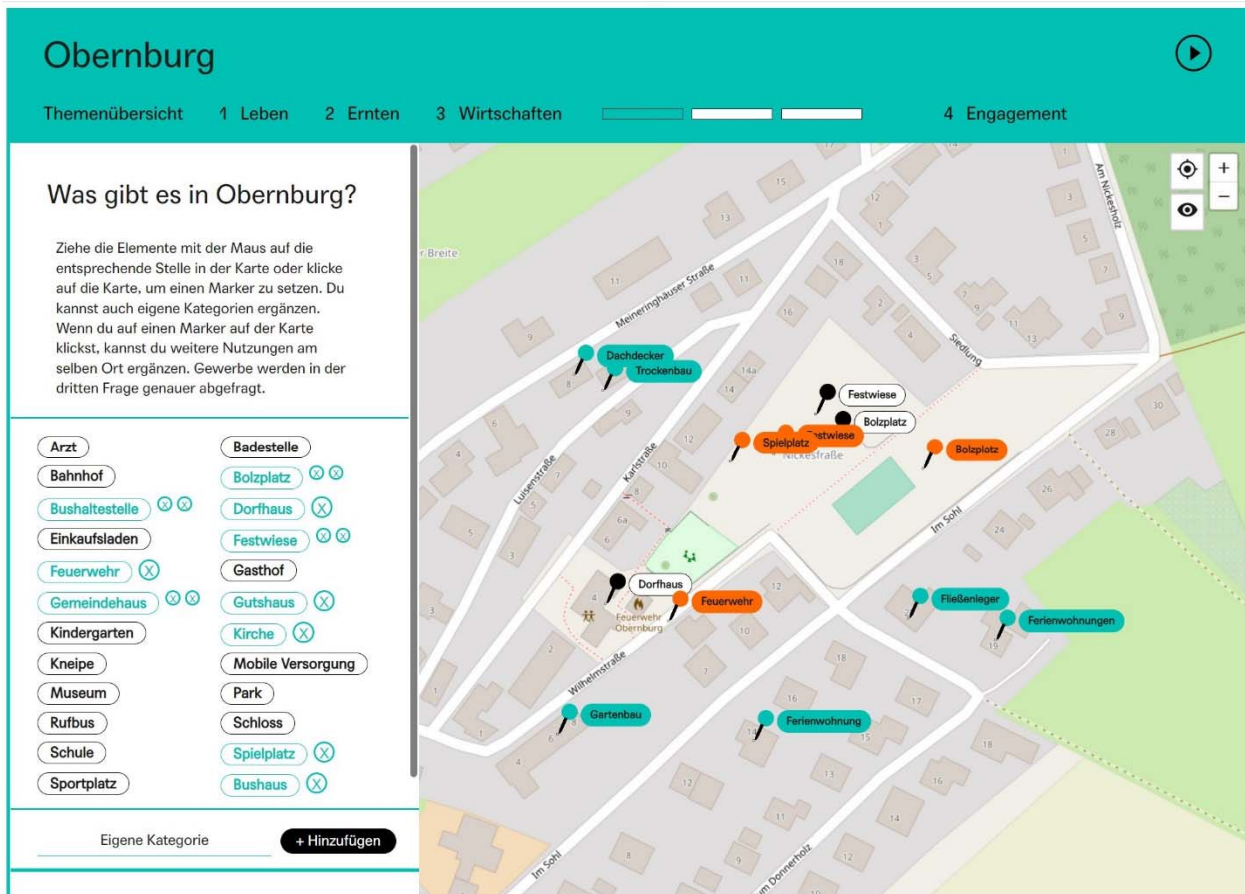 Obernburg
Themenübersicht 1 Leben 2 Ernten 3 Wirtschaften 4 Engagement
Was gibt es in Obernburg?
Ziehe die Elemente mit der Maus auf die
entsprechende Stelle in der Karte oder klicke
auf die Karte, um einen Marker zu setzen. Du
kannst auch eigene Kategorien ergänzen.
Wenn du auf einen Marker auf der Karte
klickst, kannst du weitere Nutzungen am
selben Ort ergänzen. Gewerbe werden in der
dritten Frage genauer abgefragt.
Arzt Badestelle
Bahnhof Bolzplatz X X
Bushaltestelle X X Dorfhaus X
Einkaufsladen Festwiese X X
Feuerwehr X Gasthof
Gemeindehaus X X Gutshaus X
Kindergarten Kirche X
Kneipe Mobile Versorgung
Museum Park
Rufbus Schloss
Schule Spielplatz X
Sportplatz Bushaus X
Eigene Kategorie + Hinzufügen
+
−
Am Nickesholz
r Breite
Meineringhäuser Straße
Siedlung
Dachdecker
Trockenbau
Festwiese
Bolzplatz
Spielplatz
Festwiese
Bolzplotz
Luisenstraße
Karlstraße
Im Sohl
Dorfhaus
Feuerwehr
Feuerwehr
Obernburg
Fließenleger
Ferienwohnungen
Wilhelmstraße
Gartenbau
Ferienwohnung
Im Sohl
um Donnerholz